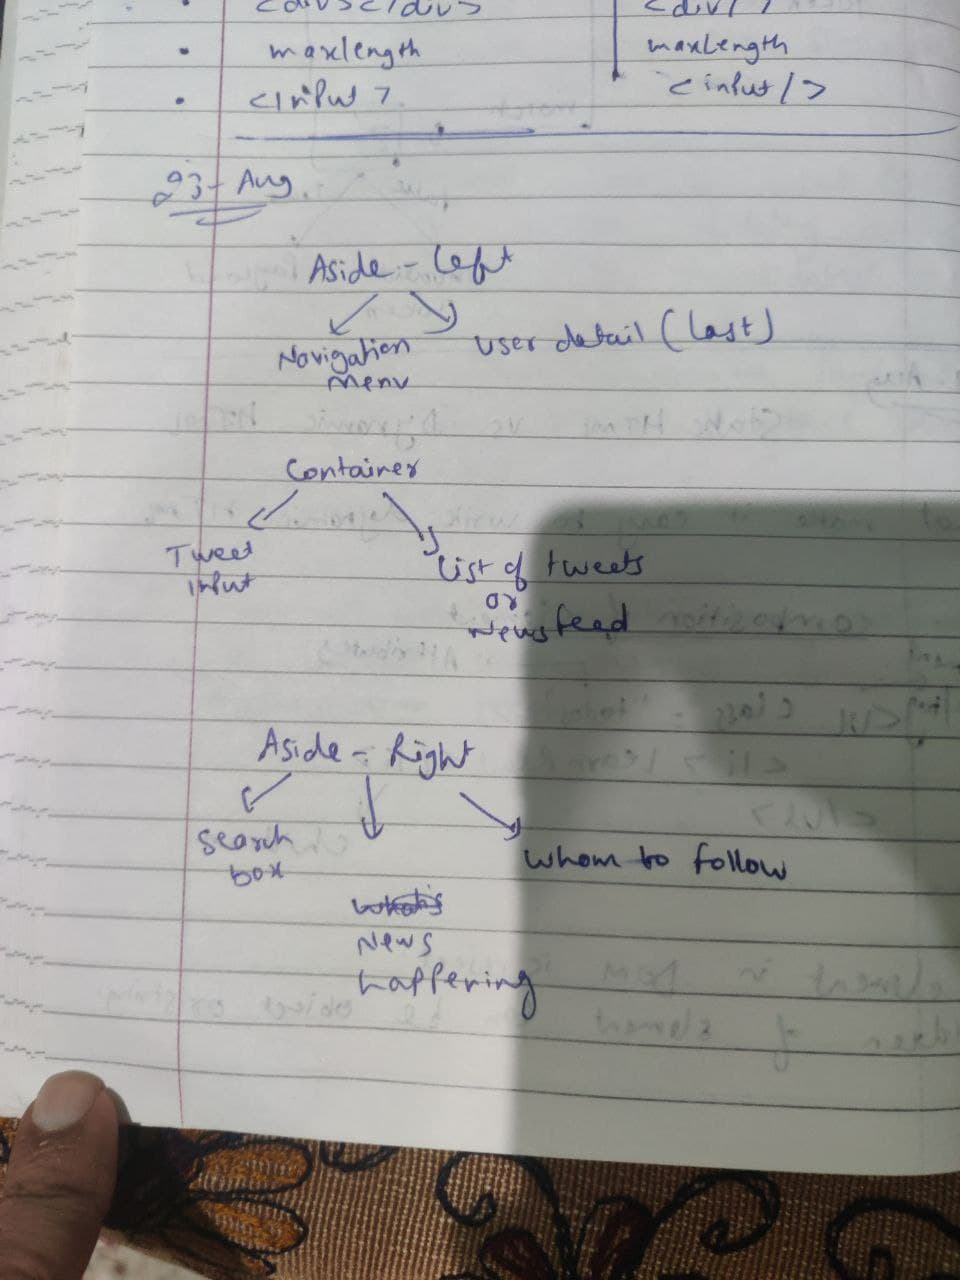 <div></div> <div/>
maxlength maxLength
<input> <input/>
23-Aug
Aside - Left
Navigation menu
user detail (last)
Container
Tweet input
List of tweets or Newsfeed
Aside - Right
Search box
News happening
Whom to follow